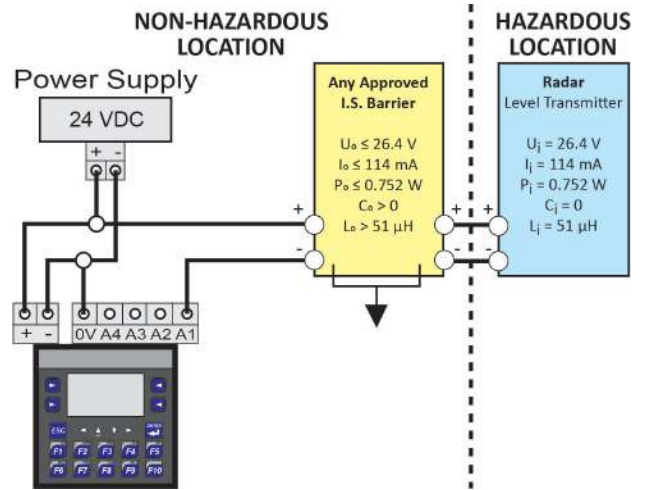 NON-HAZARDOUS
LOCATION
HAZARDOUS
LOCATION
Power Supply
24 VDC
+ -
Any Approved
I.S. Barrier
Uₒ ≤ 26.4 V
Iₒ ≤ 114 mA
Pₒ ≤ 0.752 W
Cₒ > 0
Lₒ > 51 µH
Radar
Level Transmitter
Uᵢ = 26.4 V
Iᵢ = 114 mA
Pᵢ = 0.752 W
Cᵢ = 0
Lᵢ = 51 µH
+ + +
- - -
+ - 0V A4 A3 A2 A1
ESC ENTER
F1 F2 F3 F4 F5
F6 F7 F8 F9 F10